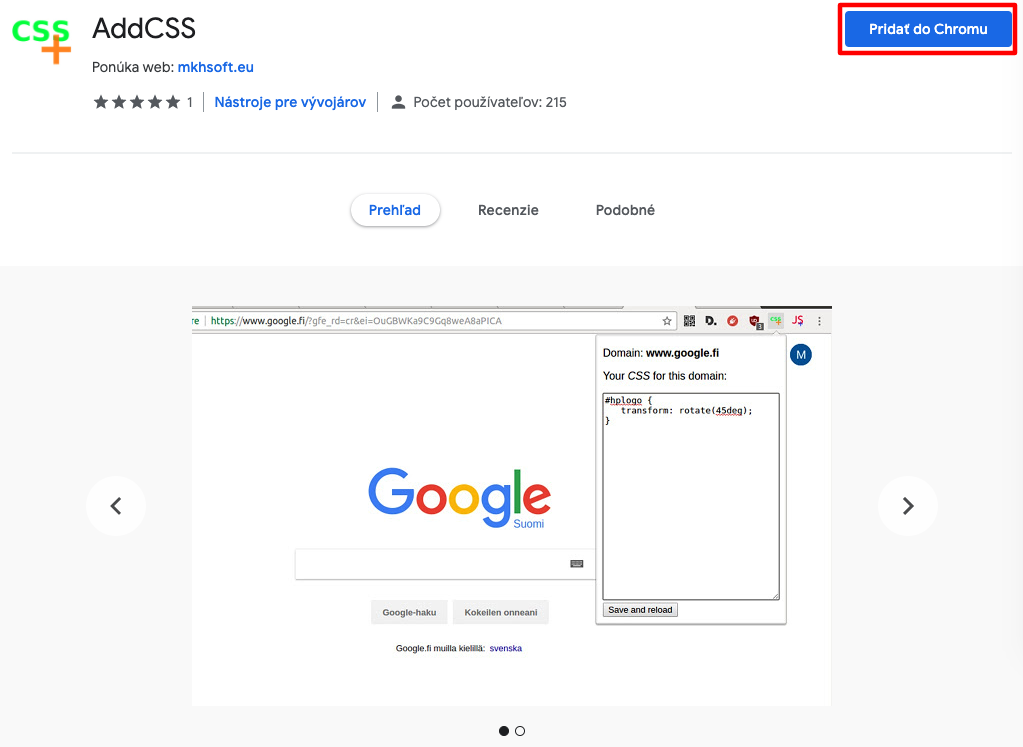 CSS
AddCSS
Pridať do Chromu
Ponúka web: mkhsoft.eu
1 Nástroje pre vývojárov Počet používateľov: 215
Prehľad Recenzie Podobné
re https://www.google.fi/?gfe_rd=cr&ei=OuGBWKa9C9Gq8weA8aPICA D. 3 CSS JS
Domain: www.google.fi
M
Your CSS for this domain:
#hplogo {
transform: rotate(45deg);
}
Google
Suomi
Google-haku Kokeilen onneani
Save and reload
Google.fi muilla kielillä: svenska